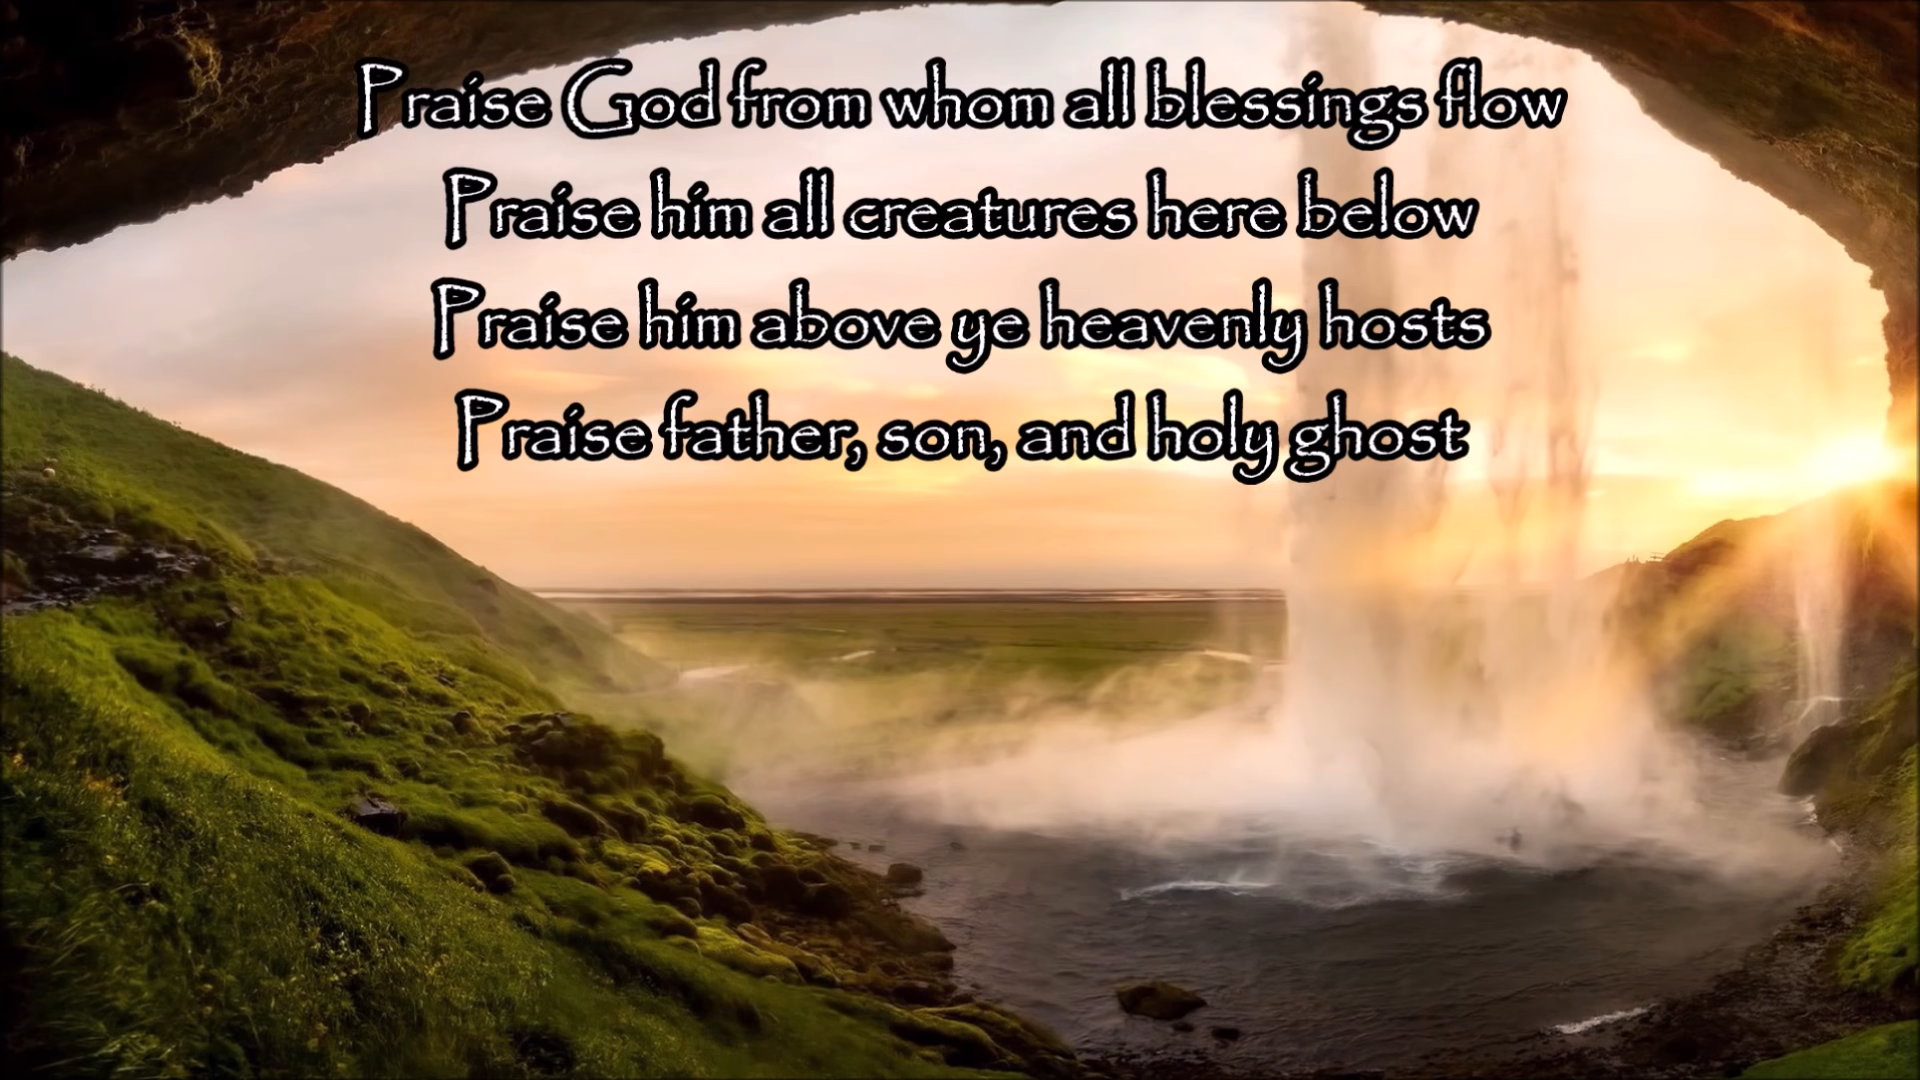 Praise God from whom all blessings flow
Praise him all creatures here below
Praise him above ye heavenly hosts
Praise father, son, and holy ghost